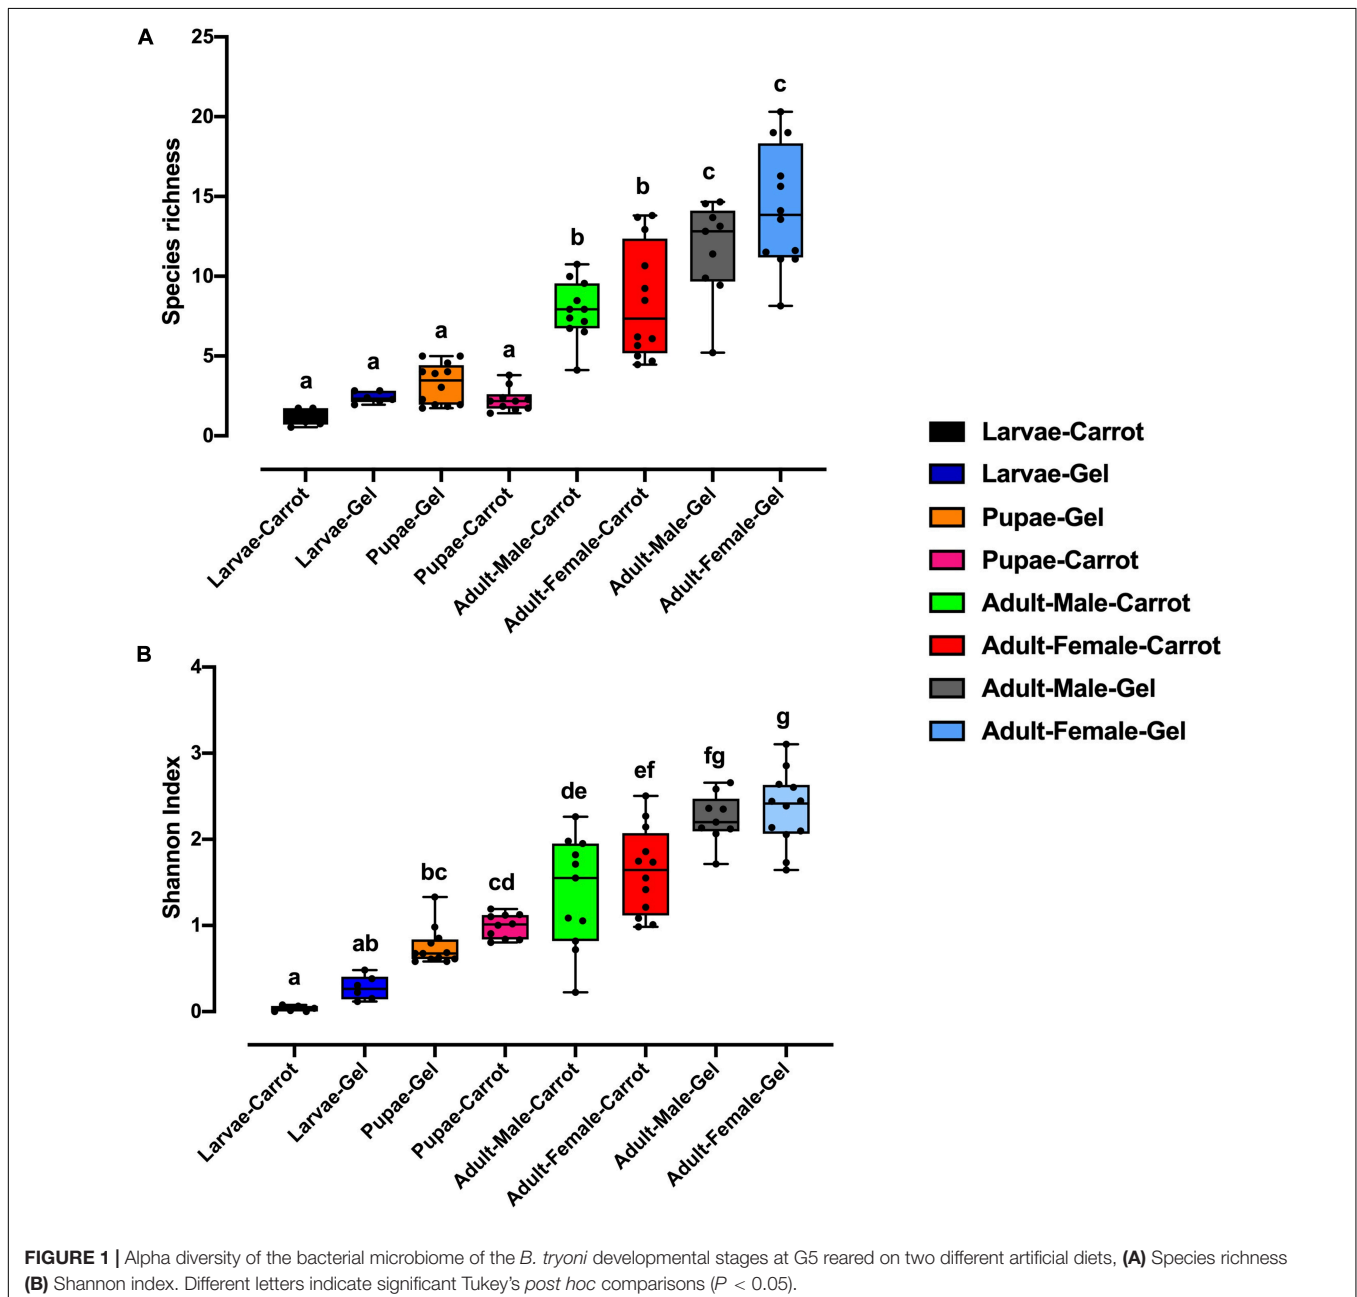 A
25
20
15
10
5
0
Species richness
a
a
a
a
b
b
c
c
Larvae-Carrot
Larvae-Gel
Pupae-Gel
Pupae-Carrot
Adult-Male-Carrot
Adult-Female-Carrot
Adult-Male-Gel
Adult-Female-Gel
Larvae-Carrot
Larvae-Gel
Pupae-Gel
Pupae-Carrot
Adult-Male-Carrot
Adult-Female-Carrot
Adult-Male-Gel
Adult-Female-Gel
B
4
3
2
1
0
Shannon Index
a
ab
bc
cd
de
ef
fg
g
Larvae-Carrot
Larvae-Gel
Pupae-Gel
Pupae-Carrot
Adult-Male-Carrot
Adult-Female-Carrot
Adult-Male-Gel
Adult-Female-Gel
FIGURE 1 | Alpha diversity of the bacterial microbiome of the B. tryoni developmental stages at G5 reared on two different artificial diets, (A) Species richness
(B) Shannon index. Different letters indicate significant Tukey's post hoc comparisons (P < 0.05).